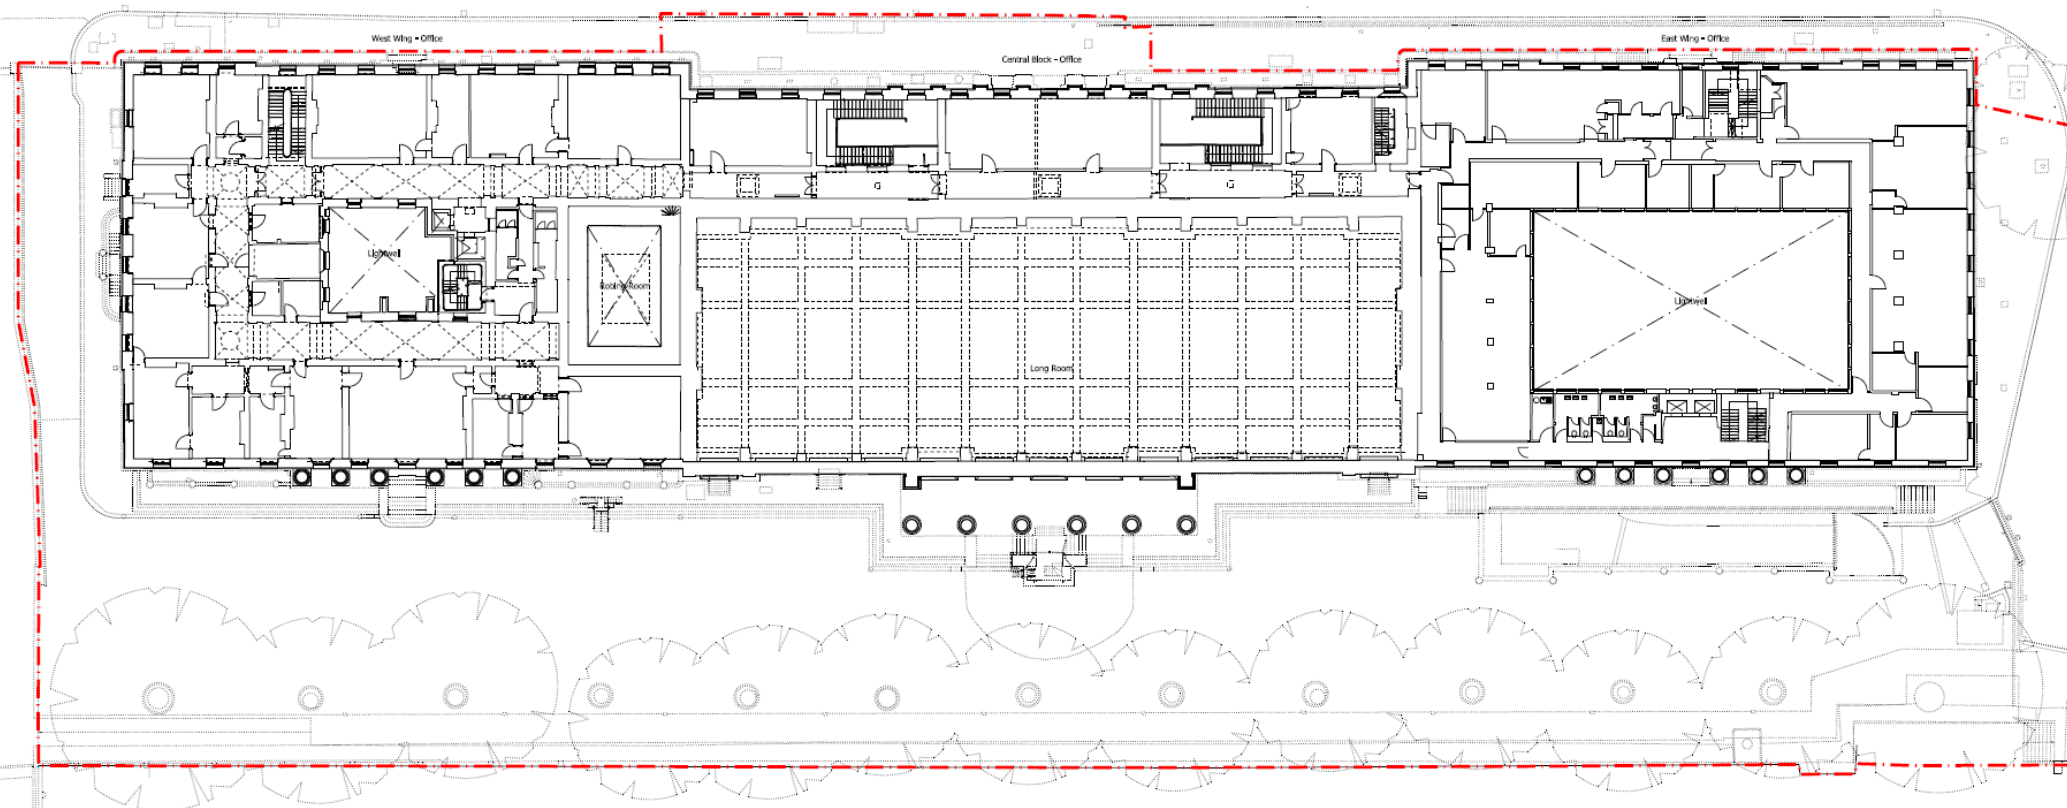 West Wing - Office
East Wing - Office
Central Block - Office
Lightwell
Robing Room
Lightwell
Long Room
G
G